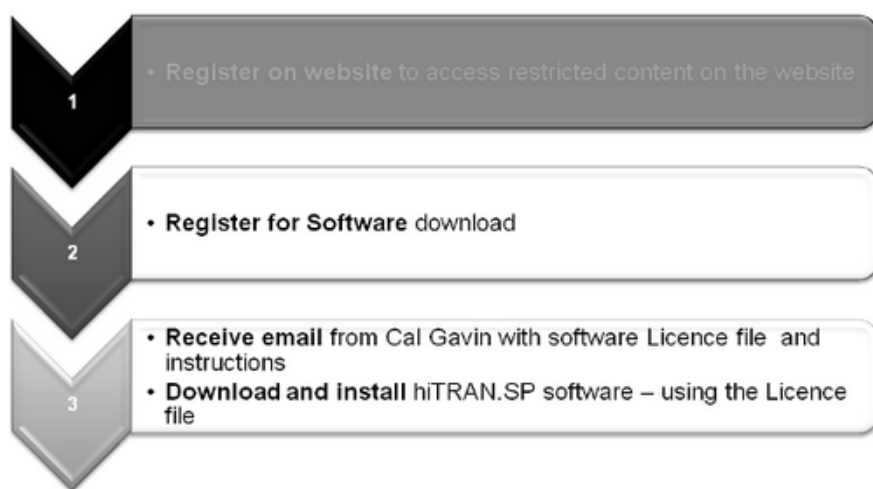 1
• Register on website to access restricted content on the website
2
• Register for Software download
3
• Receive email from Cal Gavin with software Licence file and
instructions
• Download and install hiTRAN.SP software – using the Licence
file